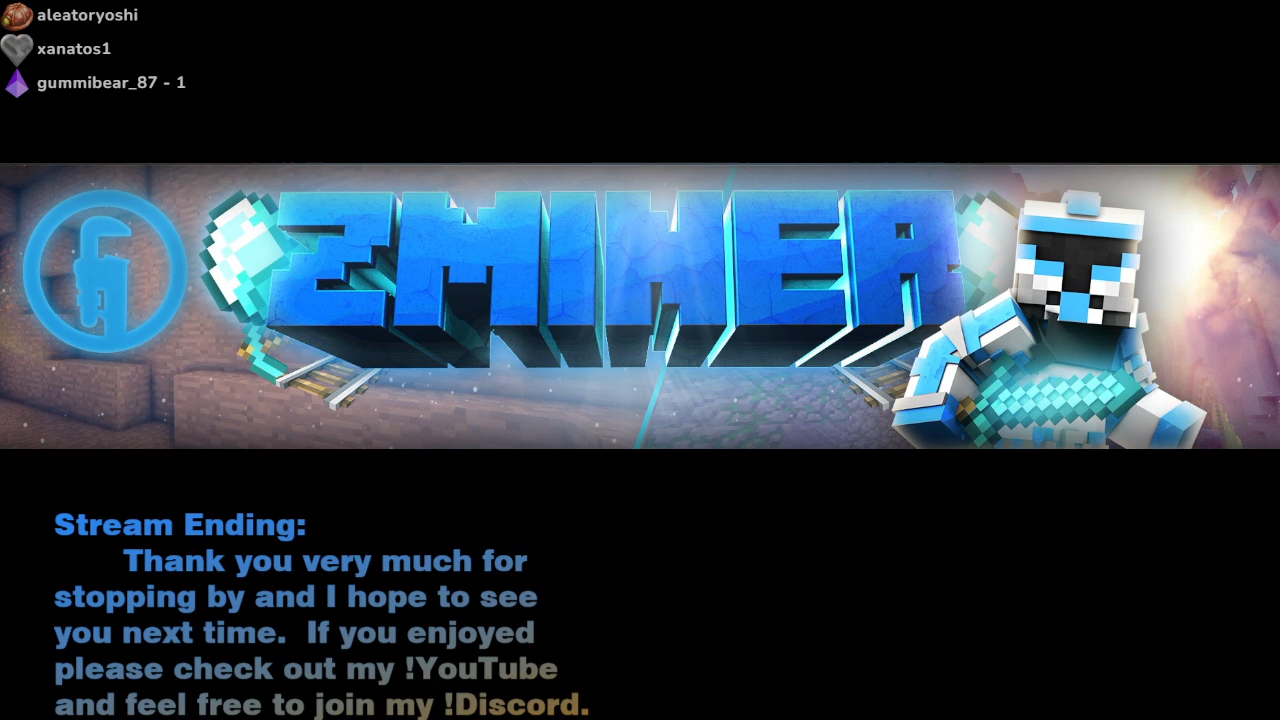 aleatoryoshi
xanatos1
gummibear_87 - 1
ZMINER
Stream Ending:
Thank you very much for
stopping by and I hope to see
you next time.  If you enjoyed
please check out my !YouTube
and feel free to join my !Discord.